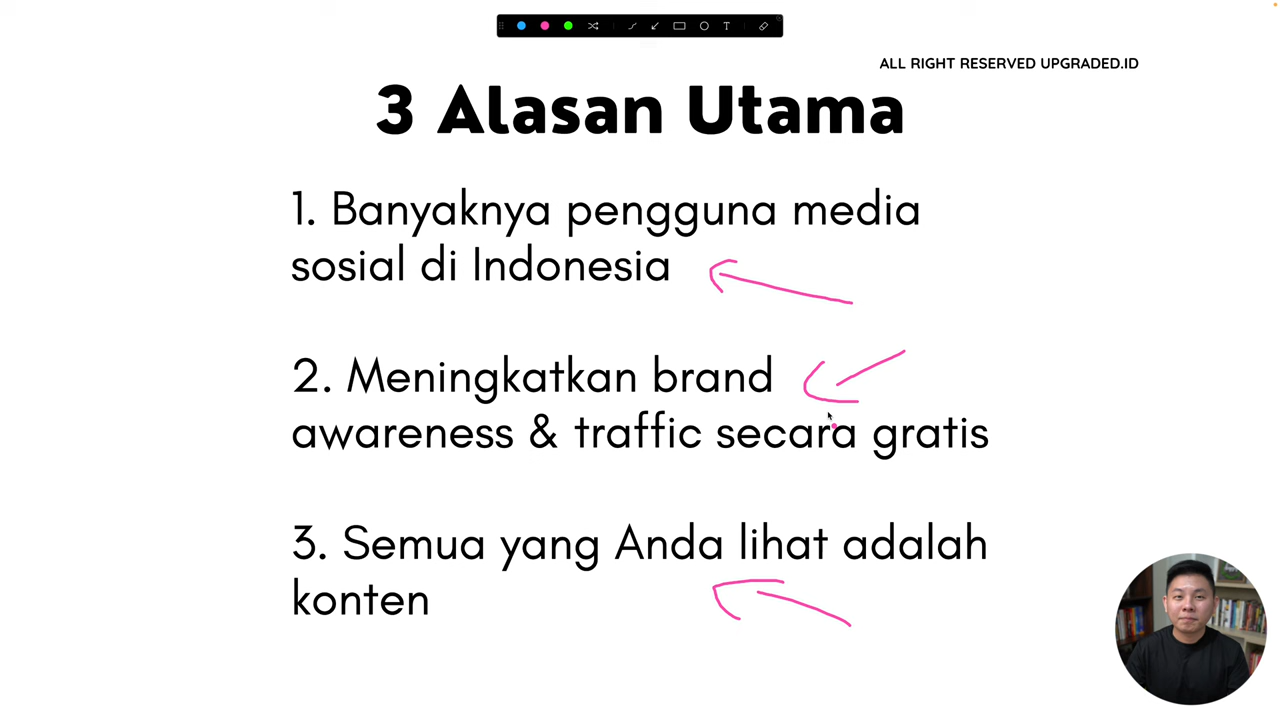 ALL RIGHT RESERVED UPGRADED.ID
3 Alasan Utama
1. Banyaknya pengguna media
sosial di Indonesia
2. Meningkatkan brand
awareness & traffic secara gratis
3. Semua yang Anda lihat adalah
konten